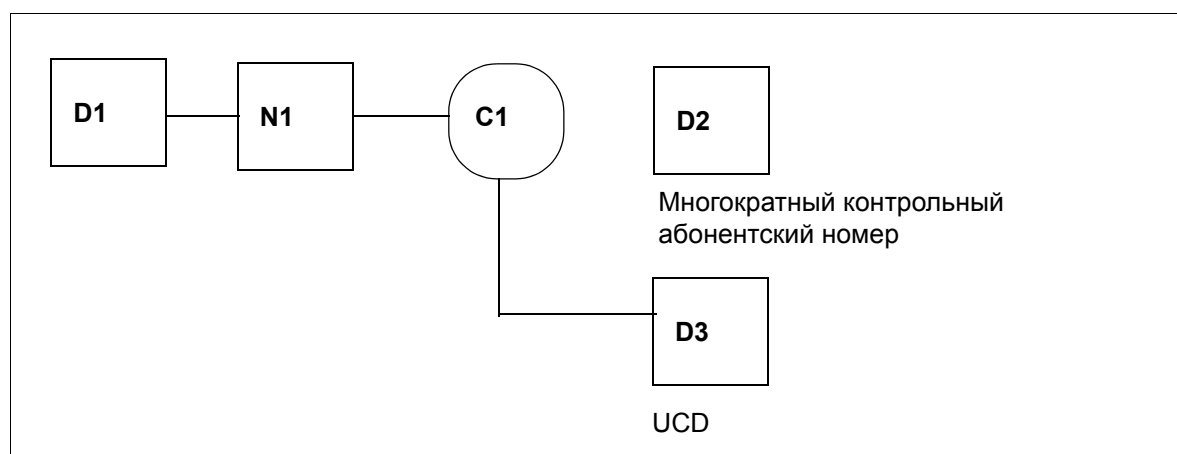 D1
N1
C1
D2
Многократный контрольный
абонентский номер
D3
UCD